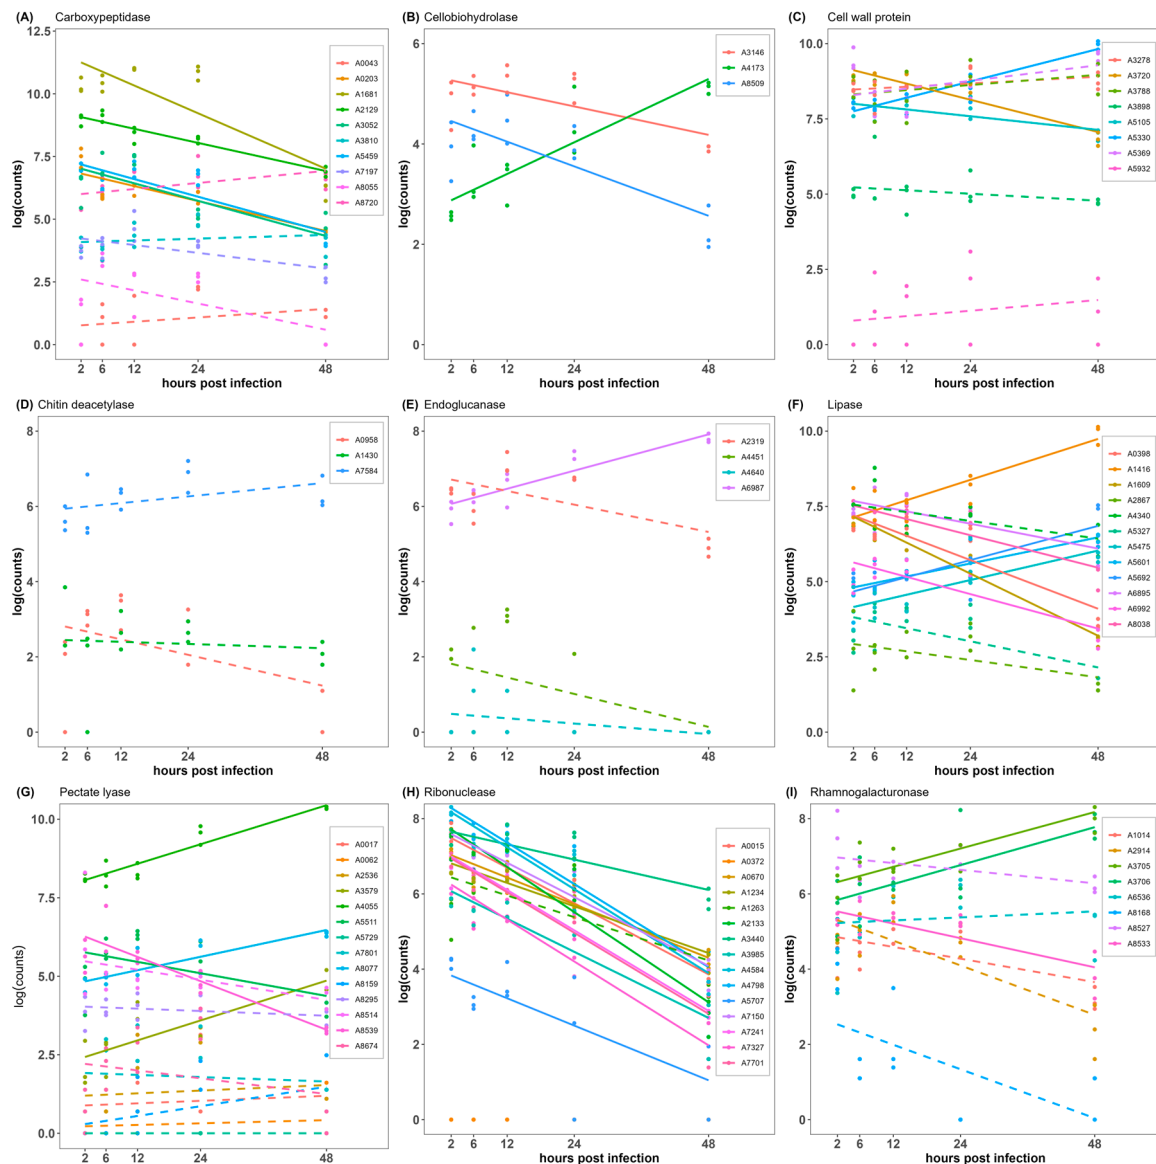 (A) Carboxypeptidase
12.5
10.0
7.5
5.0
2.5
0.0
log(counts)
2 6 12 24 48
hours post infection
A0043
A0203
A1681
A2129
A3052
A3810
A5459
A7197
A8055
A8720
(B) Cellobiohydrolase
6
4
2
0
log(counts)
2 6 12 24 48
hours post infection
A3146
A4173
A8509
(C) Cell wall protein
10.0
7.5
5.0
2.5
0.0
log(counts)
2 6 12 24 48
hours post infection
A3278
A3720
A3788
A3898
A5105
A5330
A5369
A5932
(D) Chitin deacetylase
8
6
4
2
0
log(counts)
2 6 12 24 48
hours post infection
A0958
A1430
A7584
(E) Endoglucanase
8
6
4
2
0
log(counts)
2 6 12 24 48
hours post infection
A2319
A4451
A4640
A6987
(F) Lipase
10.0
7.5
5.0
2.5
0.0
log(counts)
2 6 12 24 48
hours post infection
A0398
A1416
A1609
A2867
A4340
A5327
A5475
A5601
A5692
A6895
A6992
A8038
(G) Pectate lyase
10.0
7.5
5.0
2.5
0.0
log(counts)
2 6 12 24 48
hours post infection
A0017
A0062
A2536
A3579
A4055
A5511
A5729
A7801
A8077
A8159
A8295
A8514
A8539
A8674
(H) Ribonuclease
8
6
4
2
0
log(counts)
2 6 12 24 48
hours post infection
A0015
A0372
A0670
A1234
A1263
A2133
A3440
A3985
A4584
A4798
A5707
A7150
A7241
A7327
A7701
(I) Rhamnogalacturonase
8
6
4
2
0
log(counts)
2 6 12 24 48
hours post infection
A1014
A2914
A3705
A3706
A6536
A8168
A8527
A8533